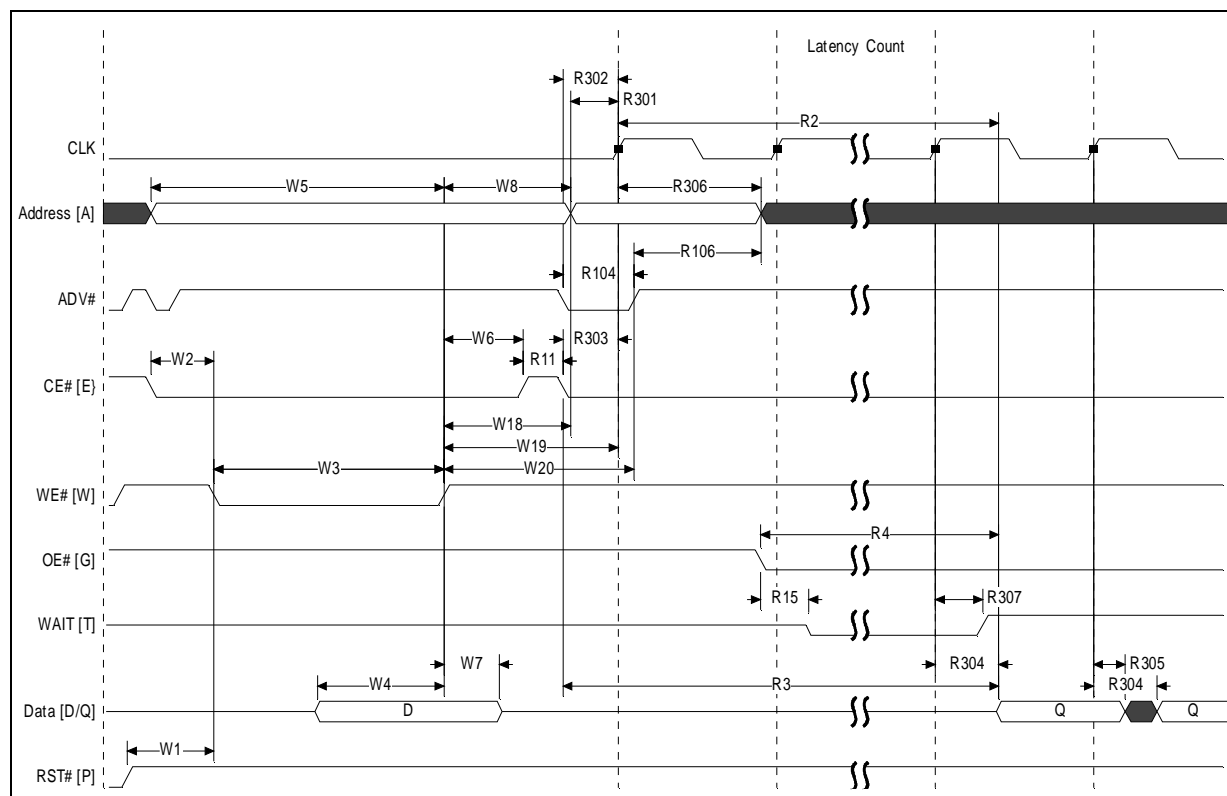 Latency Count
R302
R301
R2
CLK
W5
W8
R306
Address [A]
R106
R104
ADV#
W6
R303
W2
R11
CE# [E}
W18
W19
W3
W20
WE# [W]
R4
OE# [G]
R15
R307
WAIT [T]
W7
R304
R305
W4
R3
R304
Data [D/Q]
D
Q
Q
W1
RST# [P]